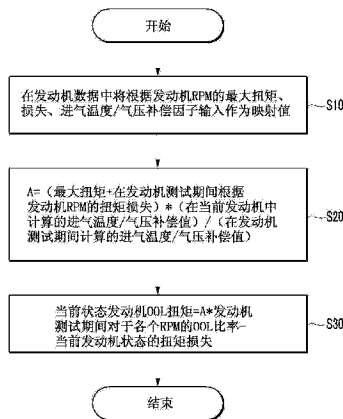 开始
在发动机数据中将根据发动机RPM的最大扭矩、
损失、进气温度/气压补偿因子输入作为映射值
S10
A=（最大扭矩+在发动机测试期间根据
发动机RPM的扭矩损失）*（在当前发动机中
计算的进气温度/气压补偿值）/（在发动机
测试期间计算的进气温度/气压补偿值）
S20
当前状态发动机OOL扭矩=A*发动机
测试期间对于各个RPM的OOL比率-
当前发动机状态的扭矩损失
S30
结束